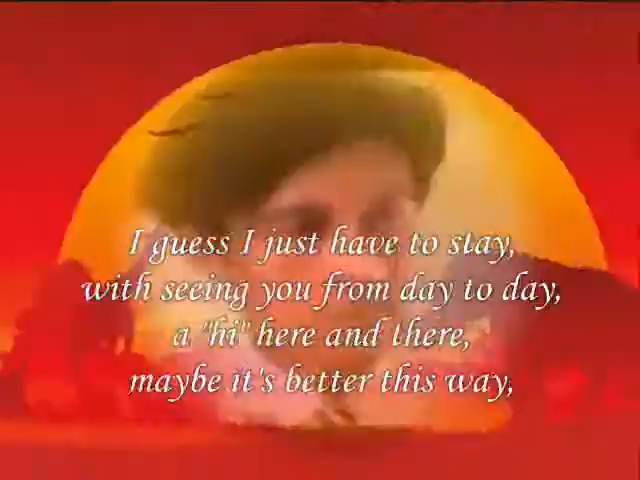 I guess I just have to stay,
with seeing you from day to day,
a "hi" here and there,
maybe it's better this way,